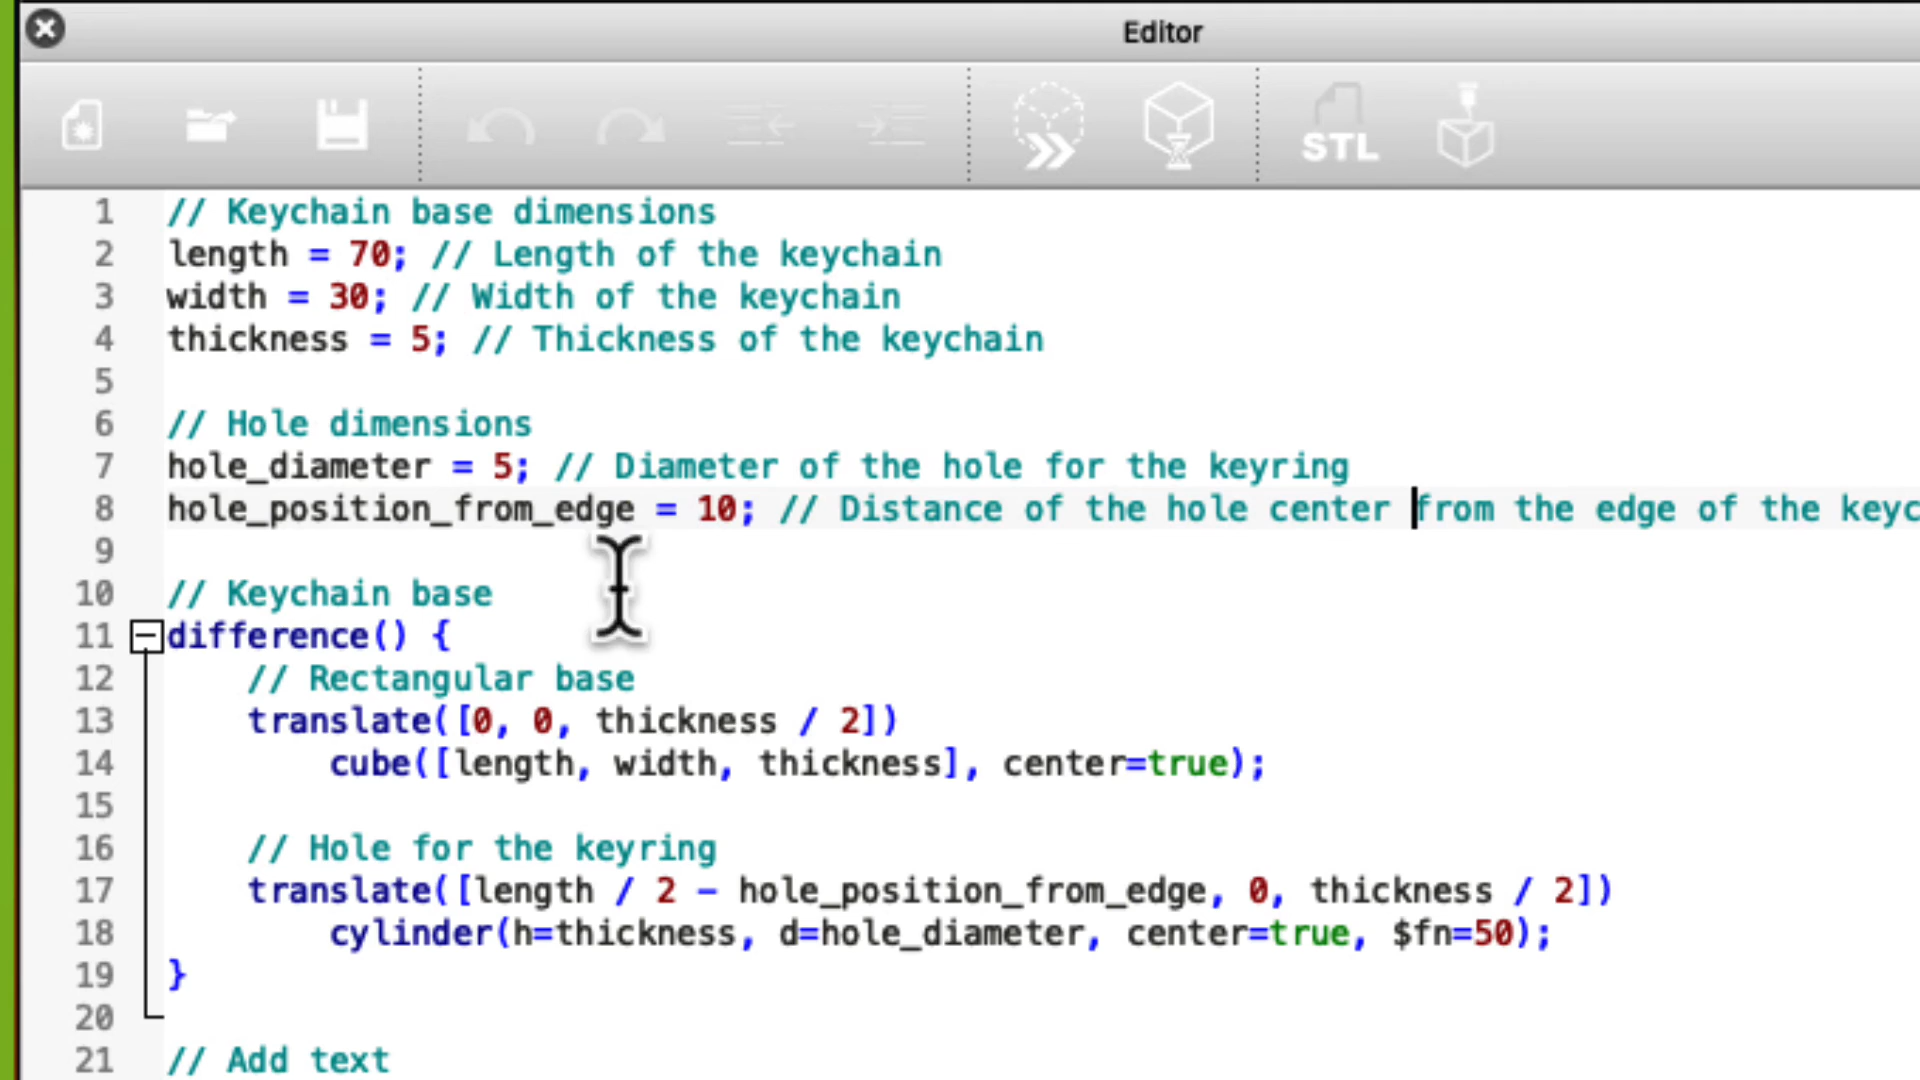 Editor
STL
1 // Keychain base dimensions
2 length = 70; // Length of the keychain
3 width = 30; // Width of the keychain
4 thickness = 5; // Thickness of the keychain
5
6 // Hole dimensions
7 hole_diameter = 5; // Diameter of the hole for the keyring
8 hole_position_from_edge = 10; // Distance of the hole center from the edge of the keyc
9
10 // Keychain base
11 difference() {
12     // Rectangular base
13     translate([0, 0, thickness / 2])
14         cube([length, width, thickness], center=true);
15
16     // Hole for the keyring
17     translate([length / 2 - hole_position_from_edge, 0, thickness / 2])
18         cylinder(h=thickness, d=hole_diameter, center=true, $fn=50);
19 }
20
21 // Add text